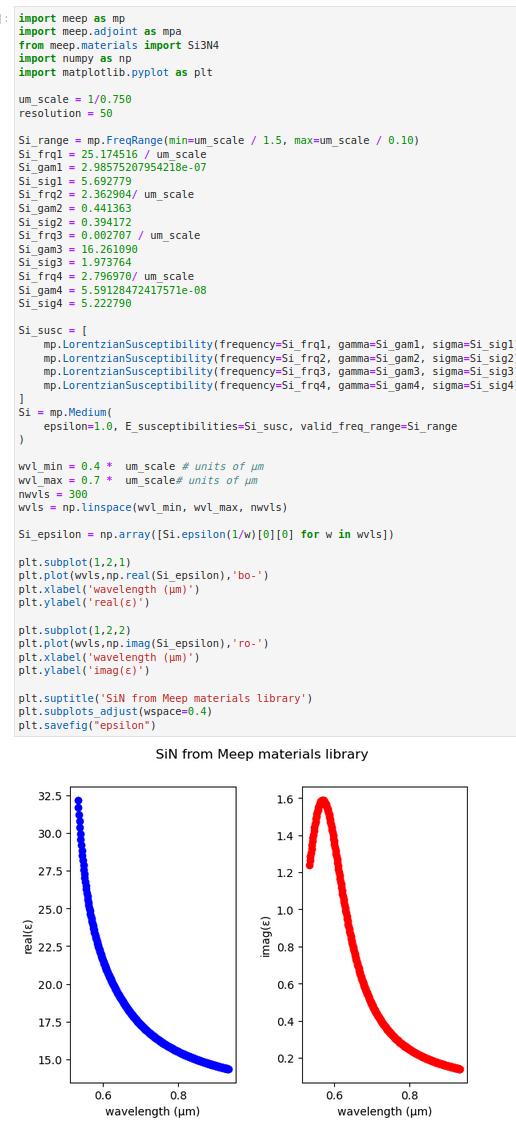 ]:
import meep as mp
import meep.adjoint as mpa
from meep.materials import Si3N4
import numpy as np
import matplotlib.pyplot as plt
um_scale = 1/0.750
resolution = 50
Si_range = mp.FreqRange(min=um_scale / 1.5, max=um_scale / 0.10)
Si_frq1 = 25.174516 / um_scale
Si_gam1 = 2.98575207954218e-07
Si_sig1 = 5.692779
Si_frq2 = 2.362904/ um_scale
Si_gam2 = 0.441363
Si_sig2 = 0.394172
Si_frq3 = 0.002707 / um_scale
Si_gam3 = 16.261090
Si_sig3 = 1.973764
Si_frq4 = 2.796970/ um_scale
Si_gam4 = 5.59128472417571e-08
Si_sig4 = 5.222790
Si_susc = [
    mp.LorentzianSusceptibility(frequency=Si_frq1, gamma=Si_gam1, sigma=Si_sig1
    mp.LorentzianSusceptibility(frequency=Si_frq2, gamma=Si_gam2, sigma=Si_sig2
    mp.LorentzianSusceptibility(frequency=Si_frq3, gamma=Si_gam3, sigma=Si_sig3
    mp.LorentzianSusceptibility(frequency=Si_frq4, gamma=Si_gam4, sigma=Si_sig4
]
Si = mp.Medium(
    epsilon=1.0, E_susceptibilities=Si_susc, valid_freq_range=Si_range
)
wvl_min = 0.4 *  um_scale # units of μm
wvl_max = 0.7 *  um_scale# units of μm
nwvls = 300
wvls = np.linspace(wvl_min, wvl_max, nwvls)
Si_epsilon = np.array([Si.epsilon(1/w)[0][0] for w in wvls])
plt.subplot(1,2,1)
plt.plot(wvls,np.real(Si_epsilon),'bo-')
plt.xlabel('wavelength (μm)')
plt.ylabel('real(ε)')
plt.subplot(1,2,2)
plt.plot(wvls,np.imag(Si_epsilon),'ro-')
plt.xlabel('wavelength (μm)')
plt.ylabel('imag(ε)')
plt.suptitle('SiN from Meep materials library')
plt.subplots_adjust(wspace=0.4)
plt.savefig("epsilon")
SiN from Meep materials library
real(ε)
32.5
30.0
27.5
25.0
22.5
20.0
17.5
15.0
0.6 0.8
wavelength (μm)
imag(ε)
1.6
1.4
1.2
1.0
0.8
0.6
0.4
0.2
0.6 0.8
wavelength (μm)